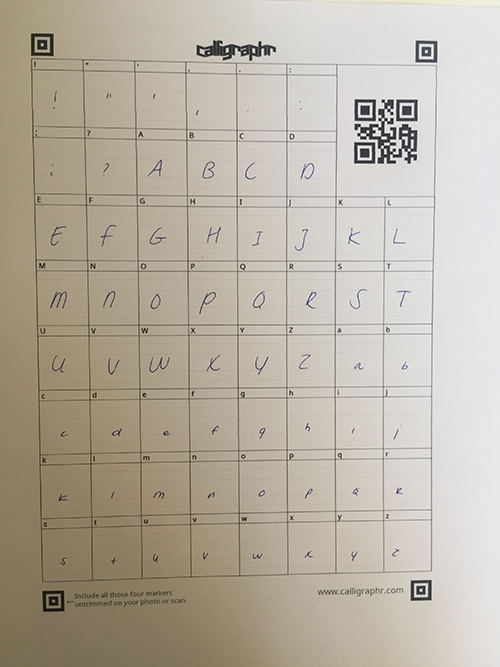 calligraphr
! " ' , . :
! " ' , . :
; ? A B C D
; ? A B C D
E F G H I J K L
E F G H I J K L
M N O P Q R S T
M n O P Q R S T
U V W X Y Z a b
U V W X Y Z a b
c d e f g h i j
c d e f g h i j
k l m n o p q r
k l m n o p Q R
s t u v w x y z
s t u v w x y z
← Include all those four markers
untrimmed on your photo or scan.
www.calligraphr.com